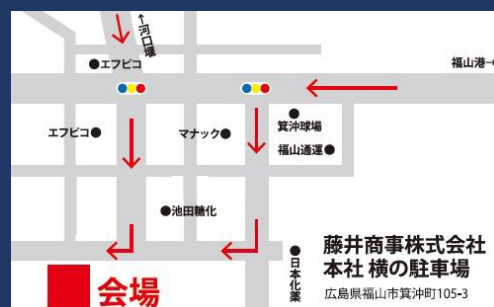 ←河口堰
●エフピコ
福山港→
エフピコ●
マナック●
箕沖球場
福山通運●
●池田糖化
●日本化薬
会場
藤井商事株式会社
本社 横の駐車場
広島県福山市箕沖町105-3